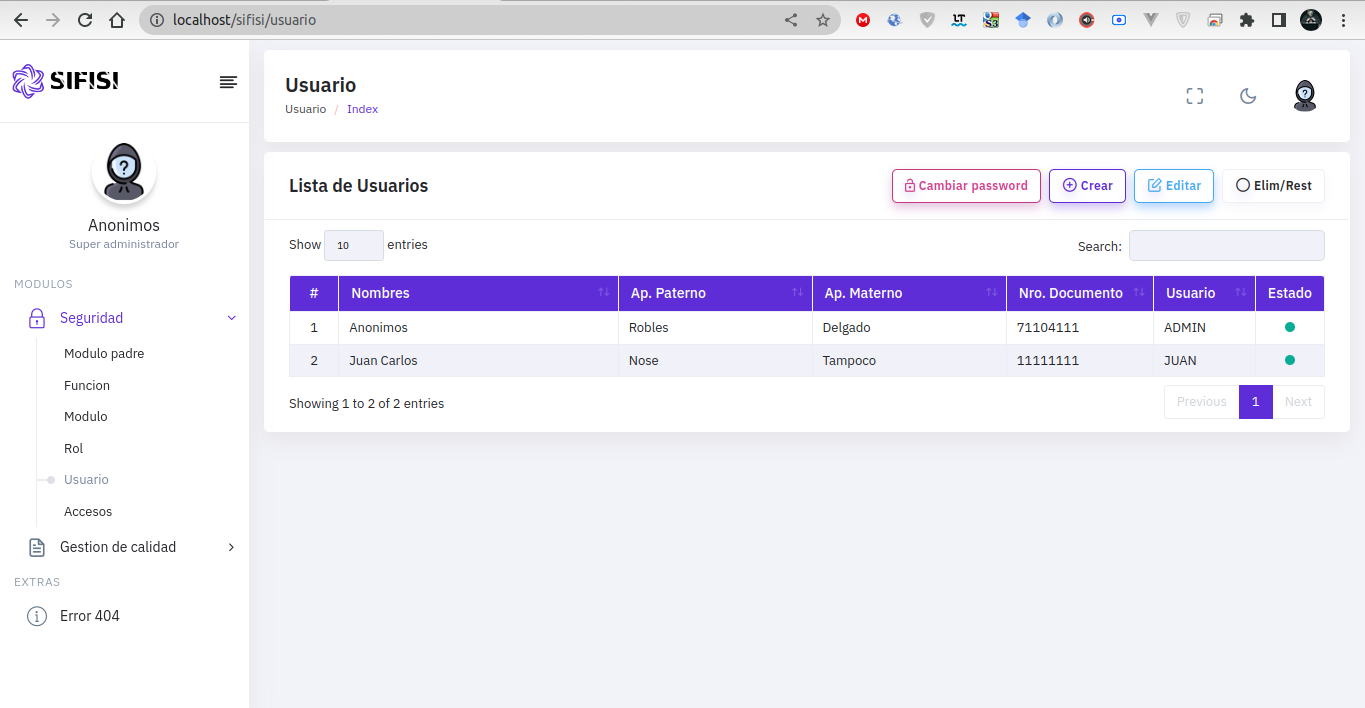 localhost/sifisi/usuario
SIFISI
Anonimos
Super administrador
MODULOS
Seguridad
Modulo padre
Funcion
Modulo
Rol
Usuario
Accesos
Gestion de calidad
EXTRAS
Error 404
Usuario
Usuario / Index
Lista de Usuarios
Cambiar password Crear Editar Elim/Rest
Show 10 entries Search:
# Nombres Ap. Paterno Ap. Materno Nro. Documento Usuario Estado
1 Anonimos Robles Delgado 71104111 ADMIN
2 Juan Carlos Nose Tampoco 11111111 JUAN
Showing 1 to 2 of 2 entries Previous 1 Next